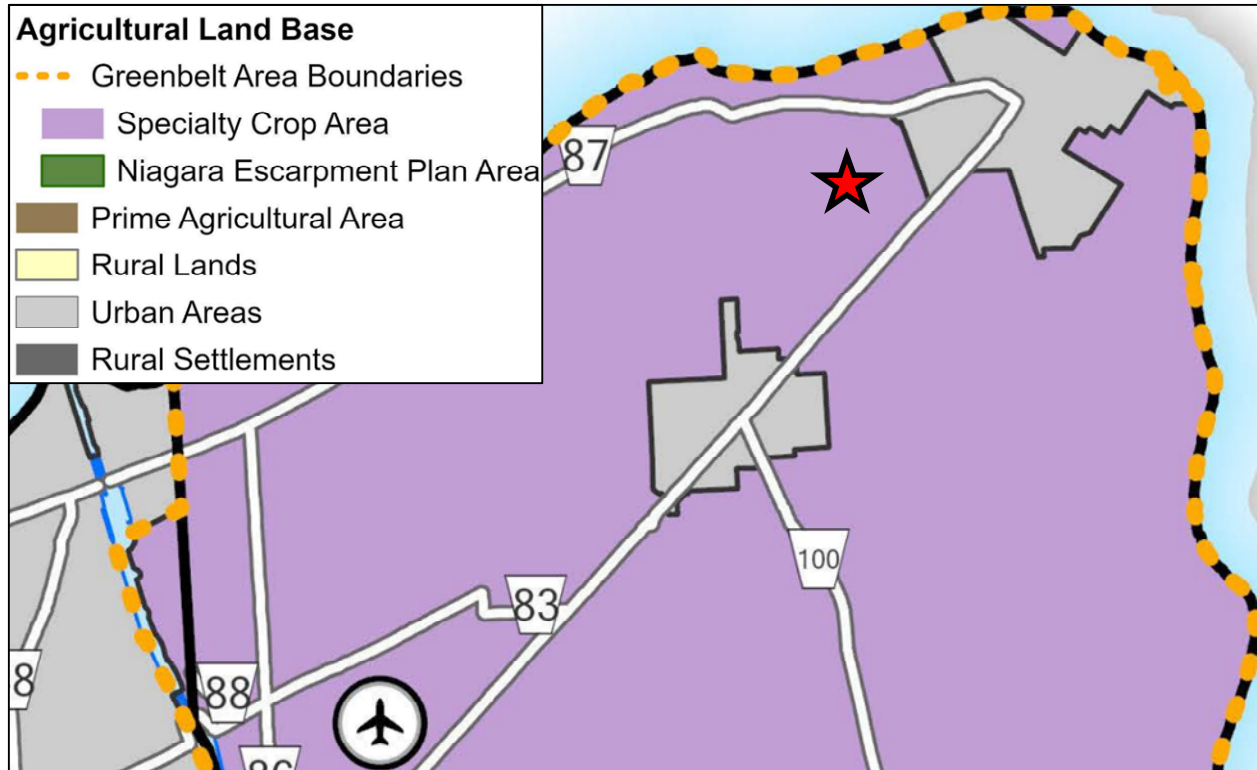 Agricultural Land Base
Greenbelt Area Boundaries
Specialty Crop Area
Niagara Escarpment Plan Area
Prime Agricultural Area
Rural Lands
Urban Areas
Rural Settlements
87
100
83
8
88